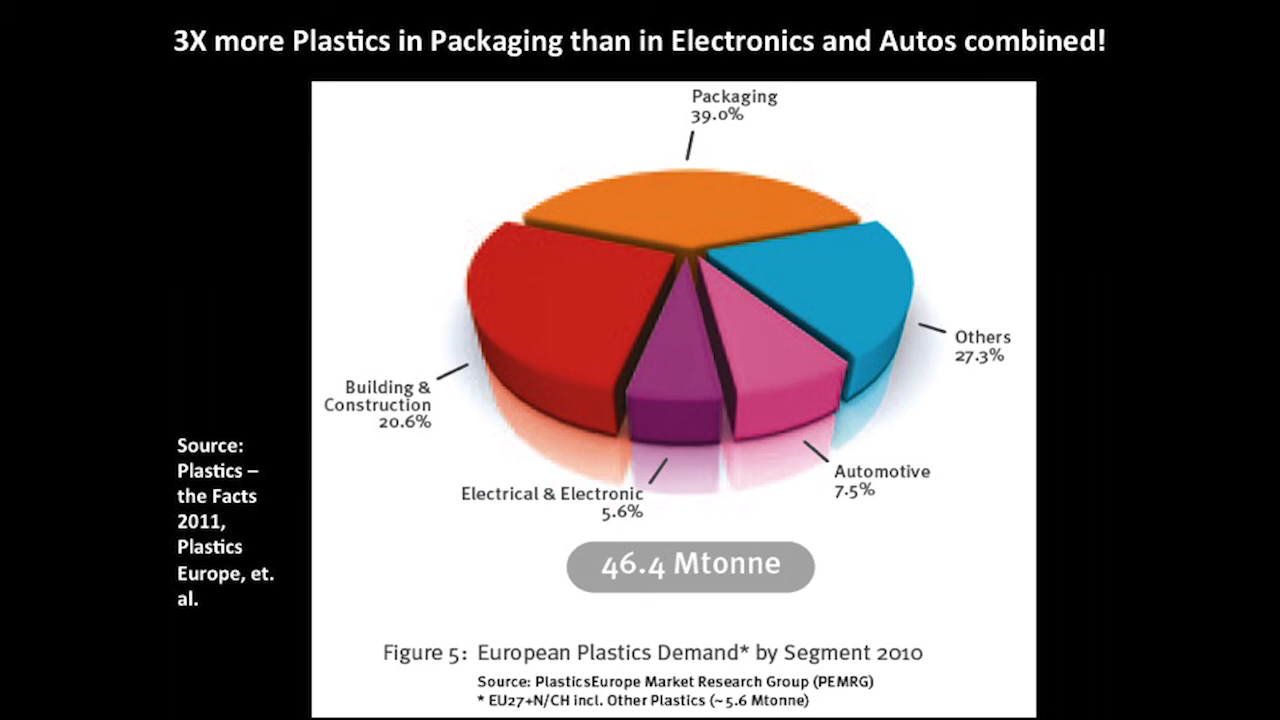 3X more Plastics in Packaging than in Electronics and Autos combined!
Packaging
39.0%
Others
27.3%
Building &
Construction
20.6%
Automotive
7.5%
Electrical & Electronic
5.6%
46.4 Mtonne
Source:
Plastics –
the Facts
2011,
Plastics
Europe, et.
al.
Figure 5: European Plastics Demand* by Segment 2010
Source: PlasticsEurope Market Research Group (PEMRG)
* EU27+N/CH incl. Other Plastics (~5.6 Mtonne)